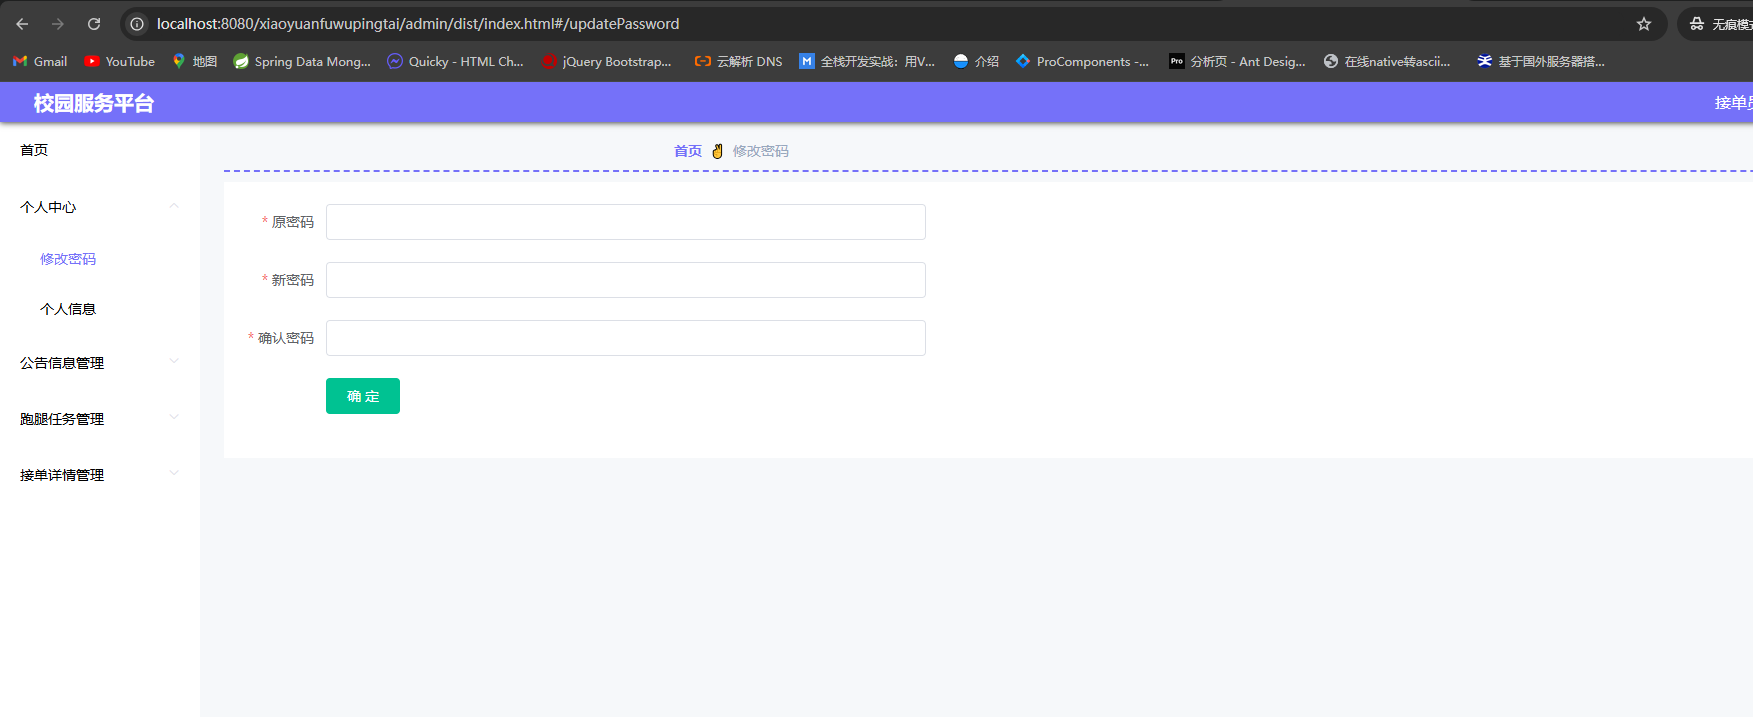 localhost:8080/xiaoyuanfuwupingtai/admin/dist/index.html#/updatePassword 无痕模式
Gmail YouTube 地图 Spring Data Mong... Quicky - HTML Ch... jQuery Bootstrap... 云解析 DNS M 全栈开发实战：用V... 介绍 ProComponents -... Pro 分析页 - Ant Desig... 在线native转ascii... 基于国外服务器搭...
校园服务平台 接单员
首页
首页 修改密码
个人中心
* 原密码
修改密码
* 新密码
个人信息
* 确认密码
公告信息管理
确 定
跑腿任务管理
接单详情管理